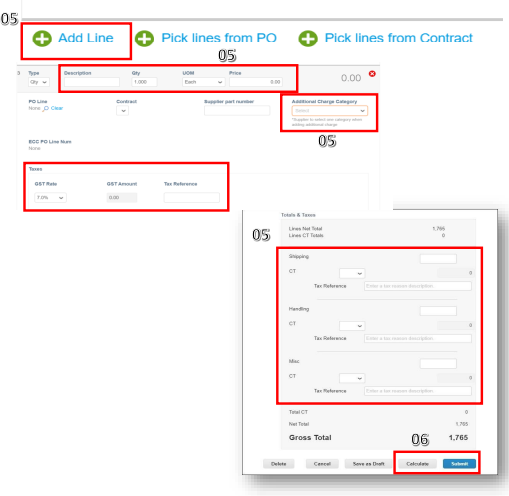 05
Add Line Pick lines from PO Pick lines from Contract
05
Type Description Qty UOM Price
Qty 1.000 Each 0.00 0.00
PO Line Contract Supplier part number Additional Charge Category
None Clear Select
*Supplier to select any category when
adding additional charge
05
ECC PO Line Num
None
Taxes
GST Rate GST Amount Tax Reference
7.0% 0.00
Totals & Taxes
05
Lines Net Total 1,765
Lines CT Totals 0
Shipping
CT 0
Tax Reference Enter a tax reason description.
Handling
CT 0
Tax Reference Enter a tax reason description.
Misc
CT 0
Tax Reference Enter a tax reason description.
Total CT 0
Net Total 1,765
Gross Total 1,765
06
Delete Cancel Save as Draft Calculate Submit